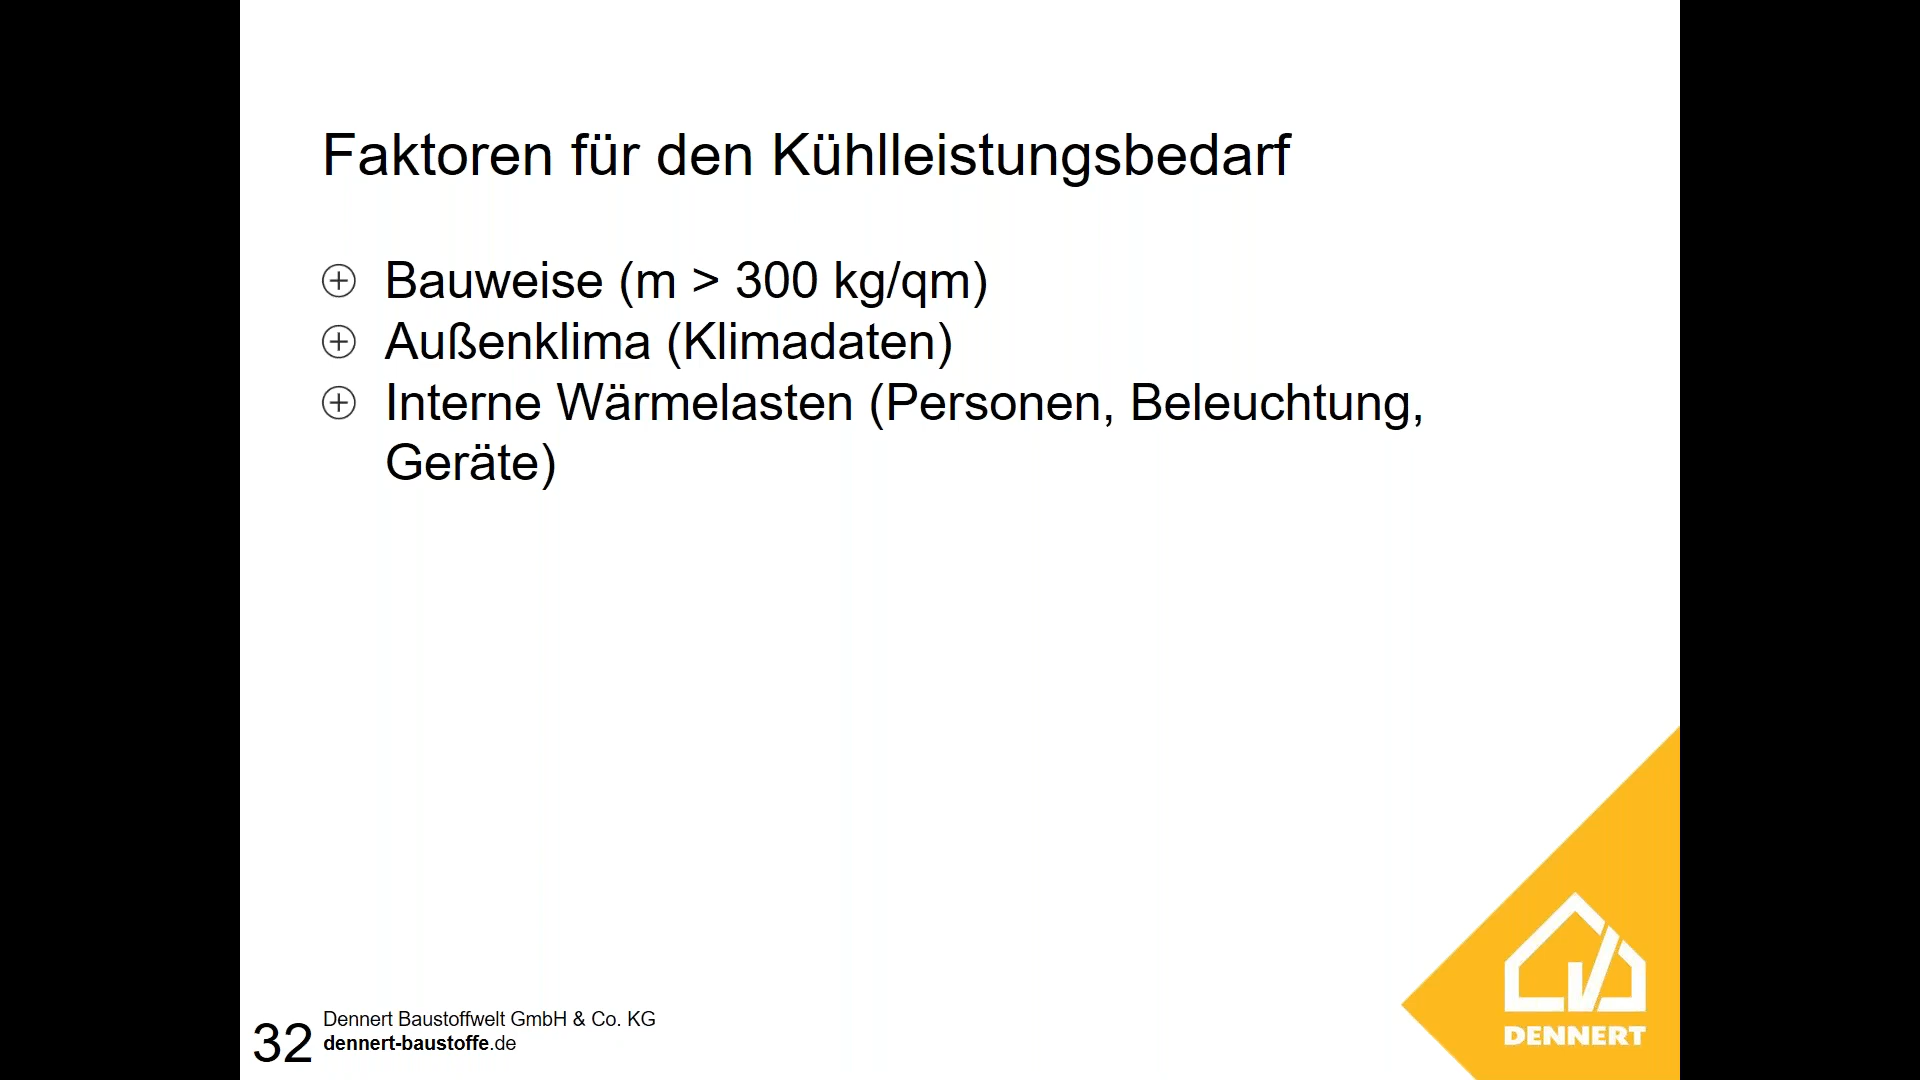 Faktoren für den Kühlleistungsbedarf
Bauweise (m > 300 kg/qm)
Außenklima (Klimadaten)
Interne Wärmelasten (Personen, Beleuchtung,
Geräte)
32
Dennert Baustoffwelt GmbH & Co. KG
dennert-baustoffe.de
DENNERT